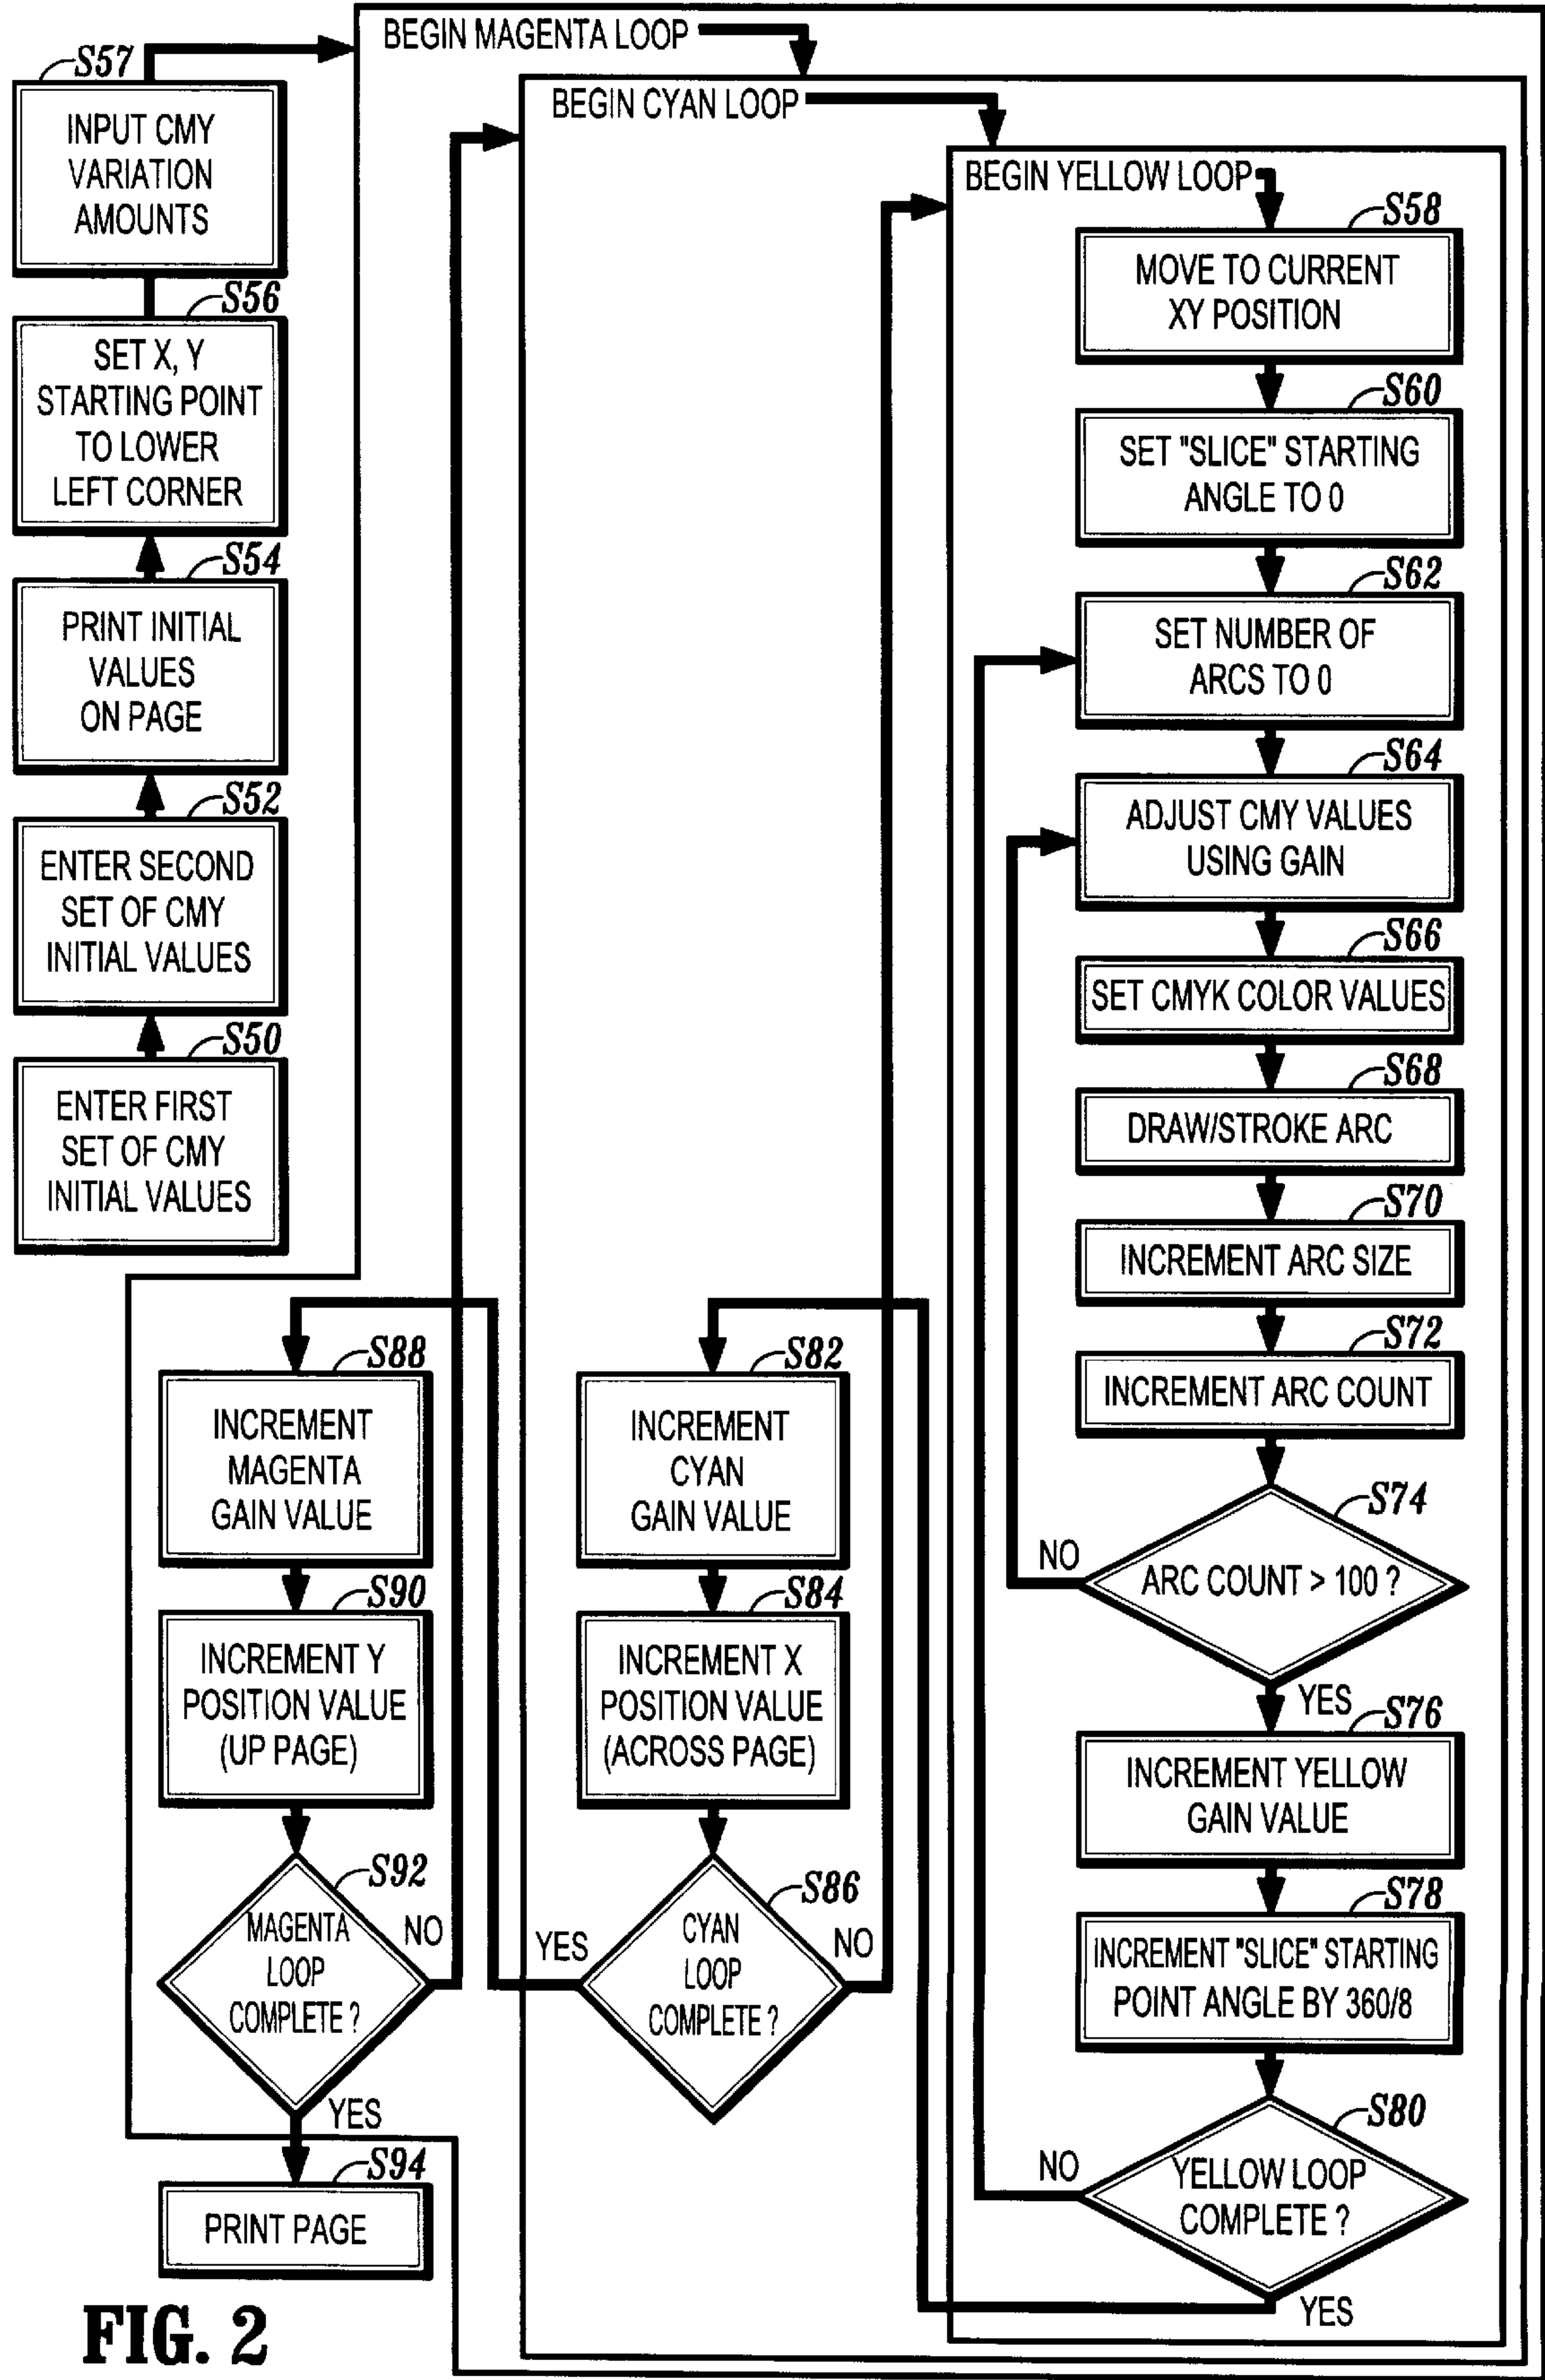 BEGIN MAGENTA LOOP
BEGIN CYAN LOOP
BEGIN YELLOW LOOP
S57
INPUT CMY
VARIATION
AMOUNTS
S56
SET X, Y
STARTING POINT
TO LOWER
LEFT CORNER
S54
PRINT INITIAL
VALUES
ON PAGE
S52
ENTER SECOND
SET OF CMY
INITIAL VALUES
S50
ENTER FIRST
SET OF CMY
INITIAL VALUES
S58
MOVE TO CURRENT
XY POSITION
S60
SET "SLICE" STARTING
ANGLE TO 0
S62
SET NUMBER OF
ARCS TO 0
S64
ADJUST CMY VALUES
USING GAIN
S66
SET CMYK COLOR VALUES
S68
DRAW/STROKE ARC
S70
INCREMENT ARC SIZE
S72
INCREMENT ARC COUNT
S74
NO
ARC COUNT > 100 ?
YES
S76
INCREMENT YELLOW
GAIN VALUE
S78
INCREMENT "SLICE" STARTING
POINT ANGLE BY 360/8
S80
NO
YELLOW LOOP
COMPLETE ?
YES
S82
INCREMENT
CYAN
GAIN VALUE
S84
INCREMENT X
POSITION VALUE
(ACROSS PAGE)
S86
YES
NO
CYAN
LOOP
COMPLETE ?
S88
INCREMENT
MAGENTA
GAIN VALUE
S90
INCREMENT Y
POSITION VALUE
(UP PAGE)
S92
NO
MAGENTA
LOOP
COMPLETE ?
YES
S94
PRINT PAGE
FIG. 2